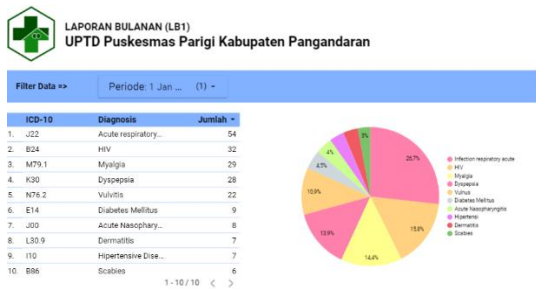 LAPORAN BULANAN (LB1)
UPTD Puskesmas Parigi Kabupaten Pangandaran
Filter Data => Periode: 1 Jan ... (1)
ICD-10 Diagnosis Jumlah
1. J22 Acute respiratory... 54
2. B24 HIV 32
3. M79.1 Myalgia 29
4. K30 Dyspepsia 28
5. N76.2 Vulvitis 22
6. E14 Diabetes Mellitus 9
7. J00 Acute Nasophary... 8
8. L30.9 Dermatitis 7
9. I10 Hypertensive Dise... 7
10. B86 Scabies 6
1 - 10 / 10 < >
26,7%
15,8%
14,4%
13,9%
10,9%
4,5%
4%
3%
Infection respiratory acute
HIV
Myalgia
Dyspepsia
Vulnus
Diabetes Mellitus
Acute Nasopharyngitis
Hipertensi
Dermatitis
Scabies